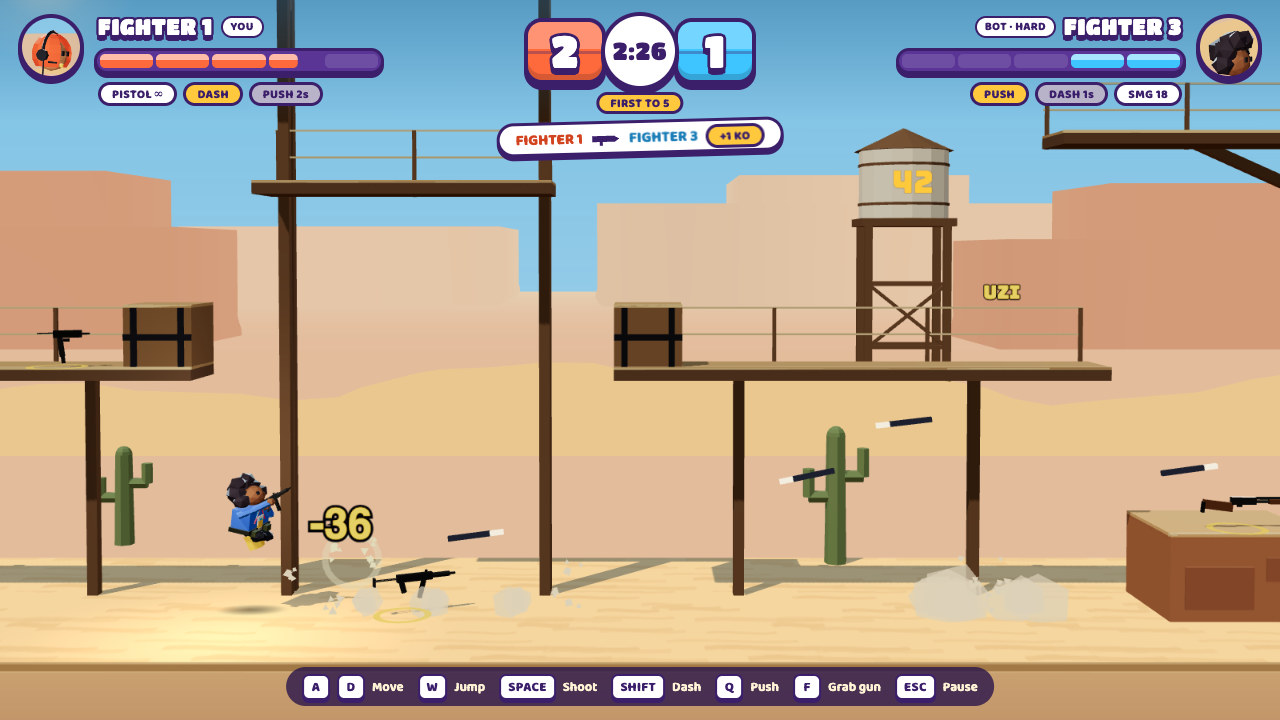 FIGHTER 1 YOU
PISTOL ∞ DASH PUSH 2s
2 2:26 1
FIRST TO 5
FIGHTER 1 FIGHTER 3 +1 KO
BOT · HARD FIGHTER 3
PUSH DASH 1s SMG 18
42
UZI
-36
A D Move W Jump SPACE Shoot SHIFT Dash Q Push F Grab gun ESC Pause